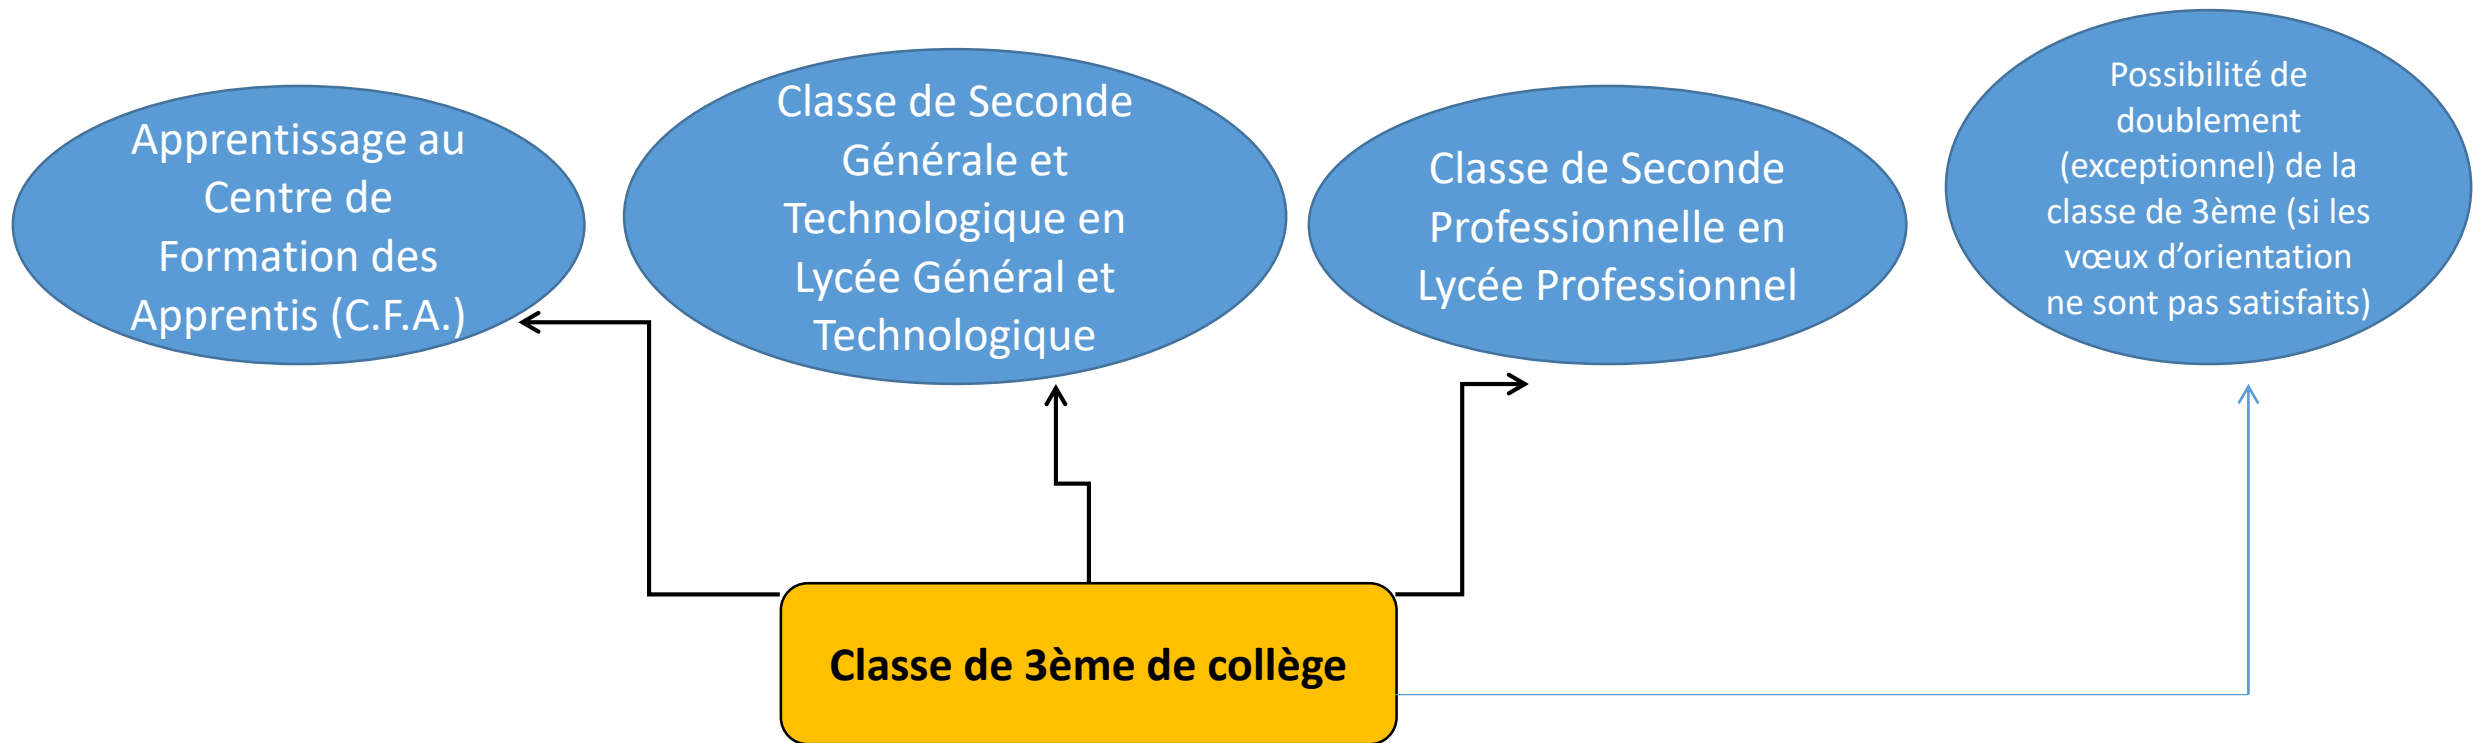 Apprentissage au
Centre de
Formation des
Apprentis (C.F.A.)
Classe de Seconde
Générale et
Technologique en
Lycée Général et
Technologique
Classe de Seconde
Professionnelle en
Lycée Professionnel
Possibilité de
doublement
(exceptionnel) de la
classe de 3ème (si les
vœux d’orientation
ne sont pas satisfaits)
Classe de 3ème de collège